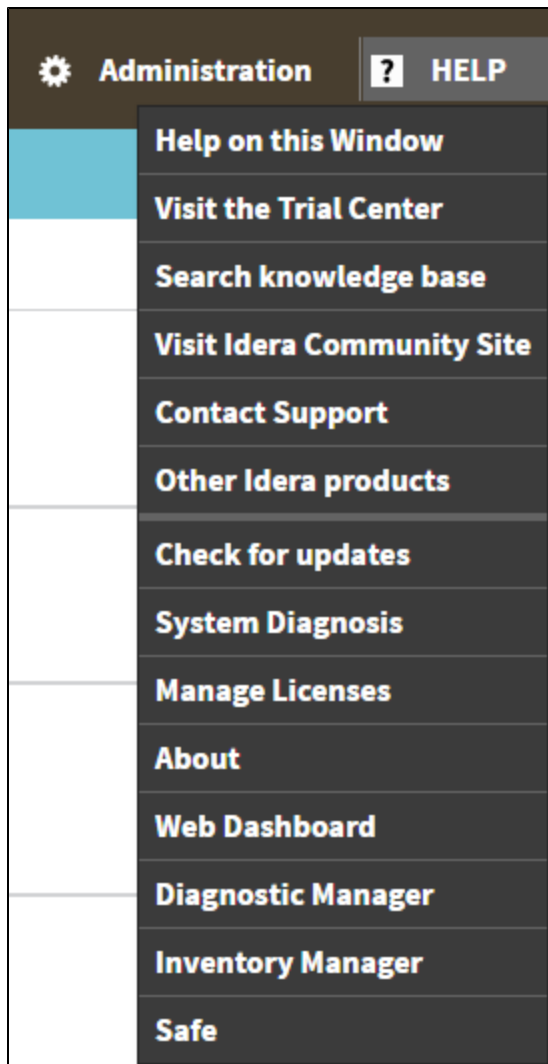 Administration ? HELP
Help on this Window
Visit the Trial Center
Search knowledge base
Visit Idera Community Site
Contact Support
Other Idera products
Check for updates
System Diagnosis
Manage Licenses
About
Web Dashboard
Diagnostic Manager
Inventory Manager
Safe